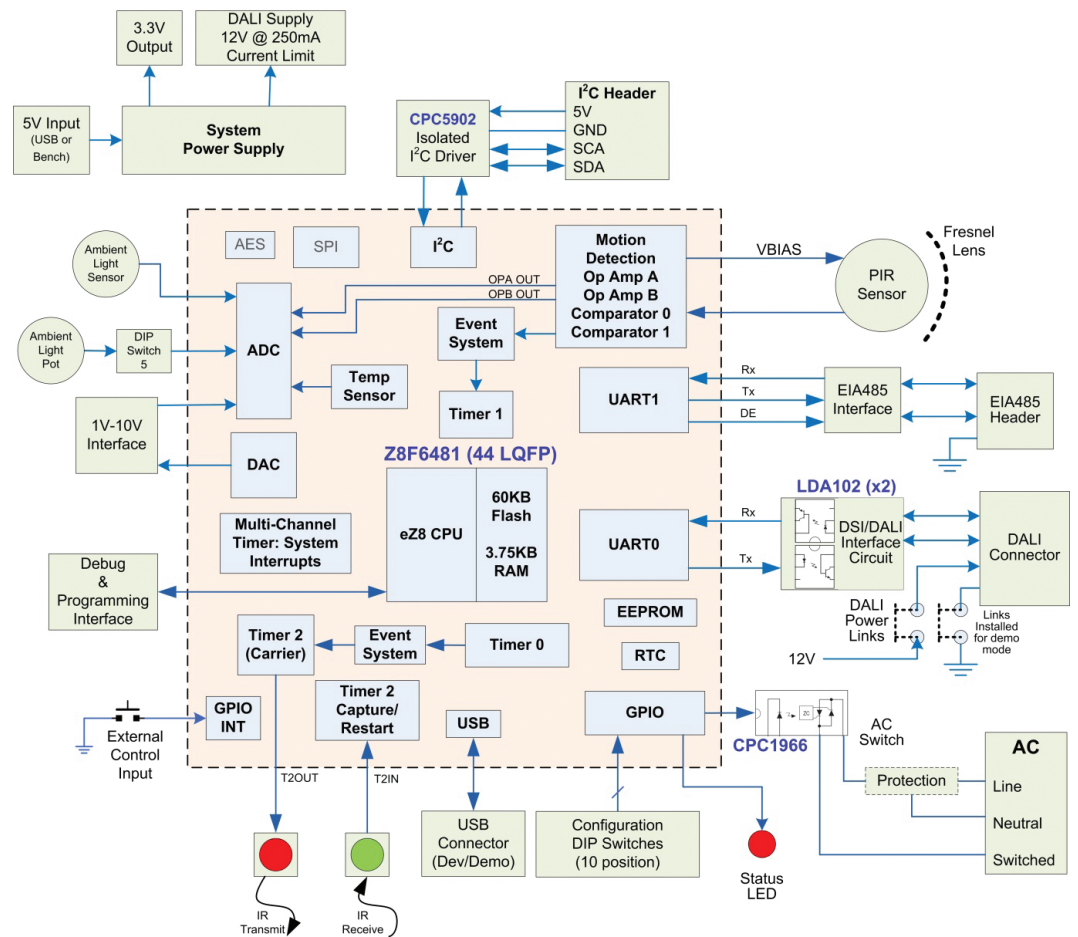 3.3V
Output
DALI Supply
12V @ 250mA
Current Limit
5V Input
(USB or
Bench)
System
Power Supply
CPC5902
Isolated
I²C Driver
I²C Header
5V
GND
SCA
SDA
AES
SPI
I²C
Motion
Detection
Op Amp A
Op Amp B
Comparator 0
Comparator 1
VBIAS
PIR
Sensor
Fresnel
Lens
Ambient
Light
Sensor
OPA OUT
OPB OUT
Event
System
ADC
Ambient
Light
Pot
DIP
Switch
5
Temp
Sensor
Timer 1
UART1
Rx
Tx
DE
EIA485
Interface
EIA485
Header
1V-10V
Interface
DAC
Z8F6481 (44 LQFP)
eZ8 CPU
60KB
Flash
3.75KB
RAM
Multi-Channel
Timer: System
Interrupts
UART0
Rx
Tx
LDA102 (x2)
DSI/DALI
Interface
Circuit
DALI
Connector
Debug
&
Programming
Interface
EEPROM
RTC
DALI
Power
Links
Links
Installed
for demo
mode
12V
Timer 2
(Carrier)
Event
System
Timer 0
GPIO
INT
Timer 2
Capture/
Restart
USB
GPIO
External
Control
Input
ZC
CPC1966
AC
Switch
AC
Protection
Line
Neutral
Switched
T2OUT
T2IN
USB
Connector
(Dev/Demo)
Configuration
DIP Switches
(10 position)
Status
LED
IR
Transmit
IR
Receive